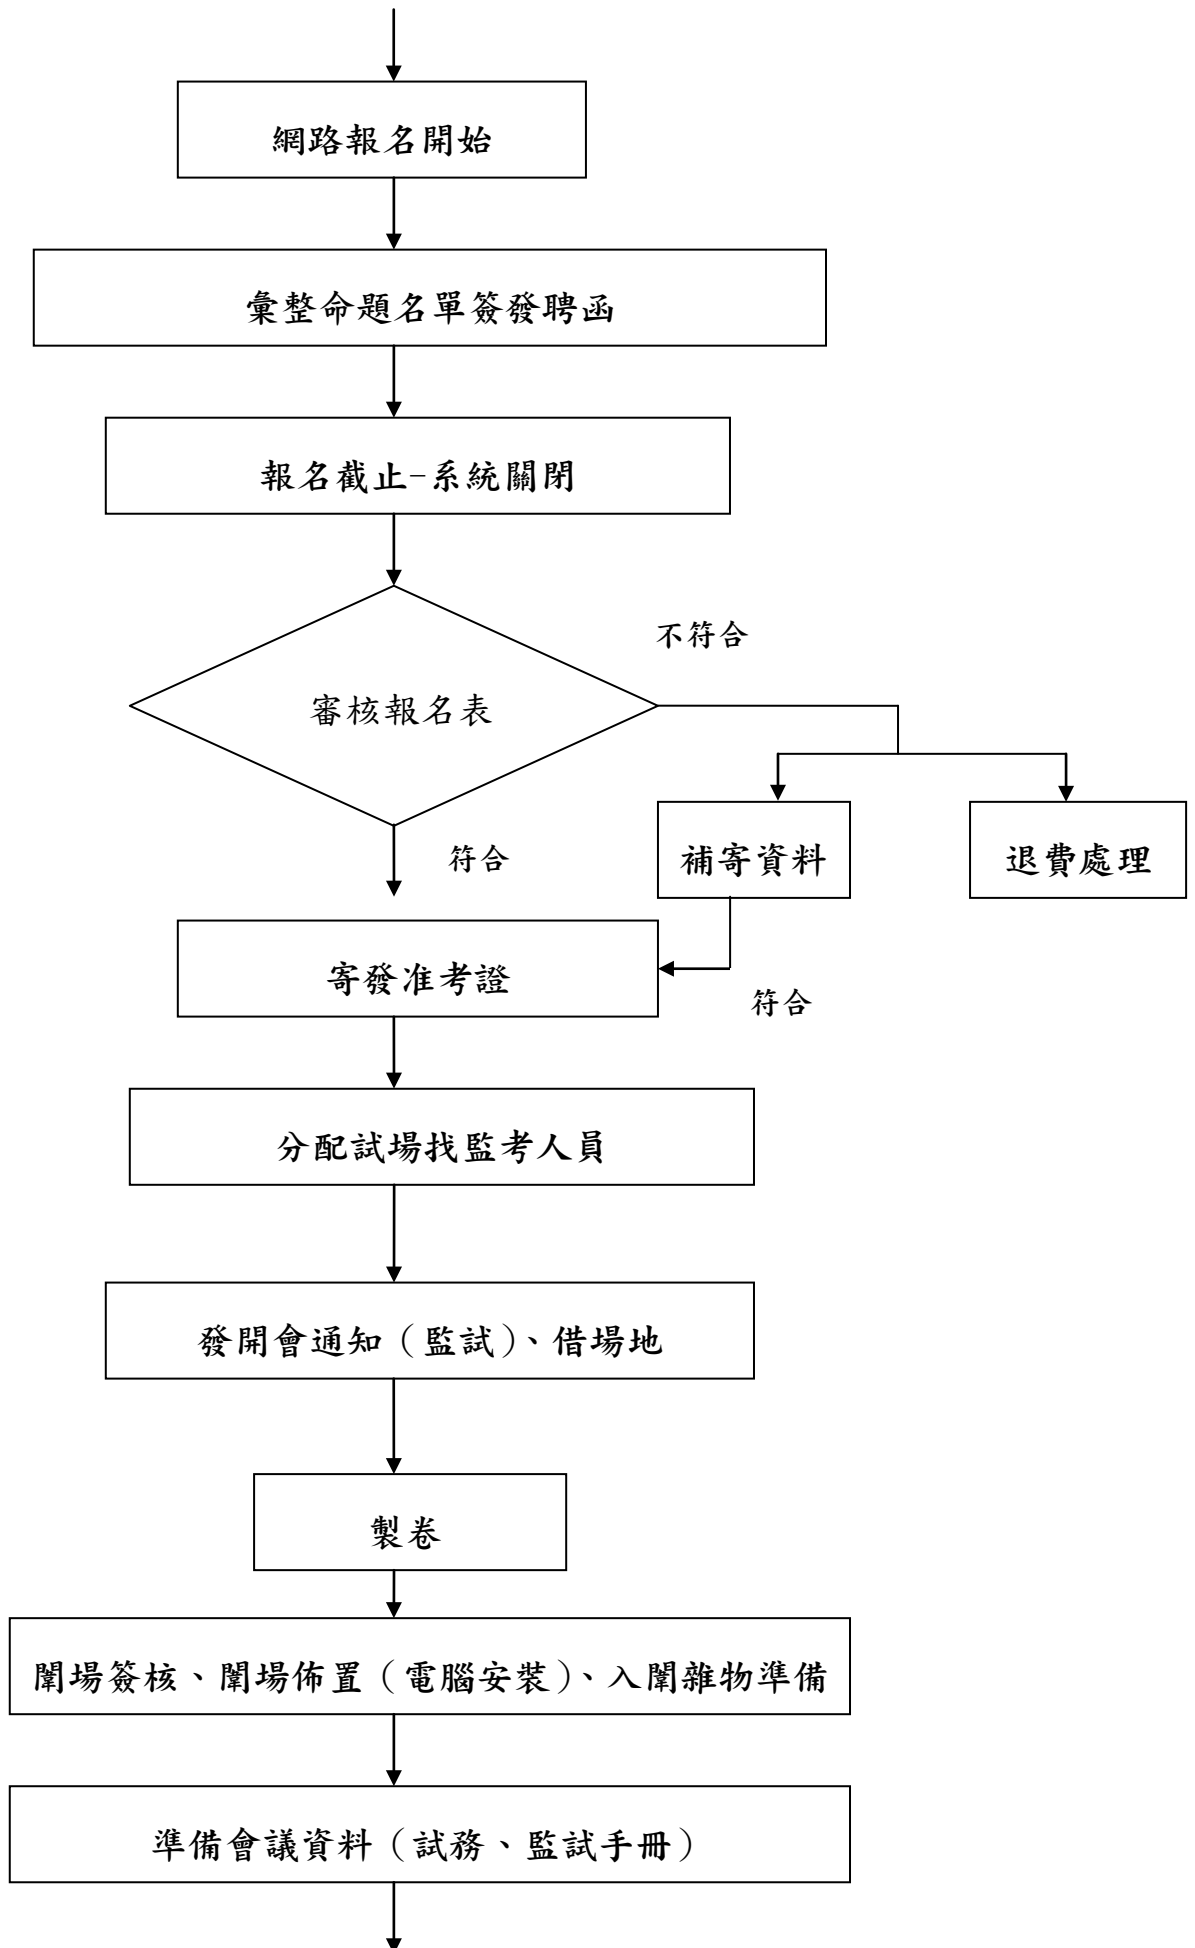 網路報名開始
彙整命題名單簽發聘函
報名截止-系統關閉
不符合
審核報名表
符合
補寄資料
退費處理
寄發准考證
符合
分配試場找監考人員
發開會通知（監試）、借場地
製卷
闈場簽核、闈場佈置（電腦安裝）、入闈雜物準備
準備會議資料（試務、監試手冊）